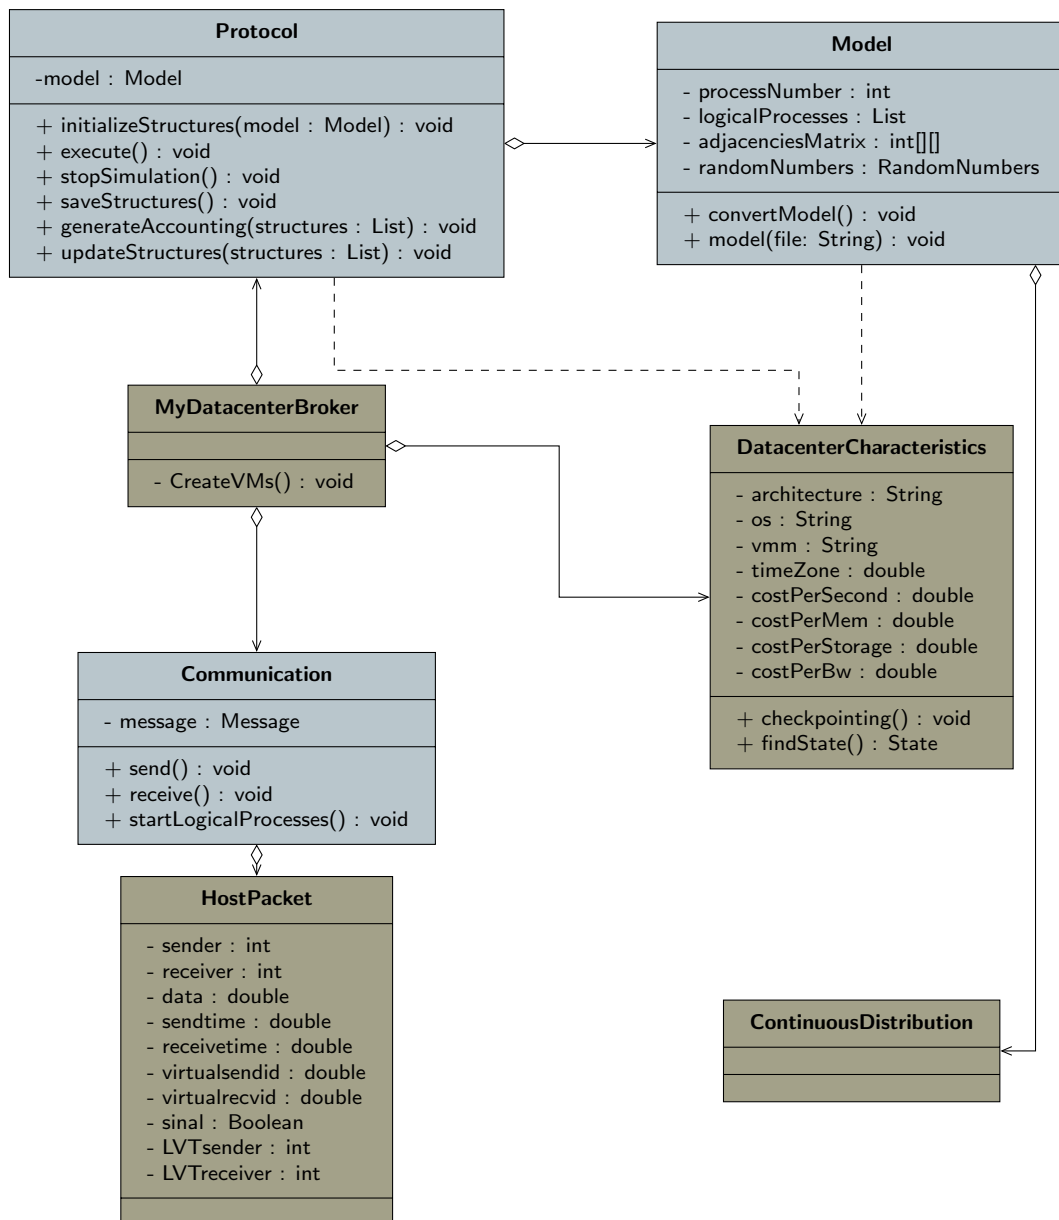 Protocol
-model : Model
+ initializeStructures(model : Model) : void
+ execute() : void
+ stopSimulation() : void
+ saveStructures() : void
+ generateAccounting(structures : List) : void
+ updateStructures(structures : List) : void
Model
- processNumber : int
- logicalProcesses : List
- adjacenciesMatrix : int[][]
- randomNumbers : RandomNumbers
+ convertModel() : void
+ model(file: String) : void
MyDatacenterBroker
- CreateVMs() : void
DatacenterCharacteristics
- architecture : String
- os : String
- vmm : String
- timeZone : double
- costPerSecond : double
- costPerMem : double
- costPerStorage : double
- costPerBw : double
+ checkpointing() : void
+ findState() : State
Communication
- message : Message
+ send() : void
+ receive() : void
+ startLogicalProcesses() : void
HostPacket
- sender : int
- receiver : int
- data : double
- sendtime : double
- receivetime : double
- virtualsendid : double
- virtualrecvid : double
- sinal : Boolean
- LVTsender : int
- LVTreceiver : int
ContinuousDistribution